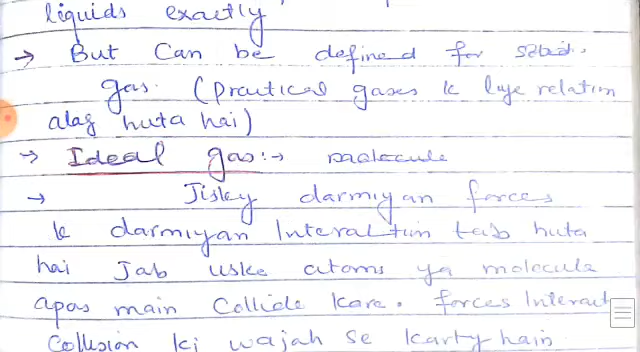 liquids exactly
→ But can be defined for
gas. (Practical gases k liye relation
alag huta hai)
→ Ideal gas :→ molecule
→ Jisky darmiyan forces
k darmiyan Interaction tab huta
hai Jab uske atoms ya molecule
apas main Collide kare. forces Interact
Collision ki wajah se karty hain